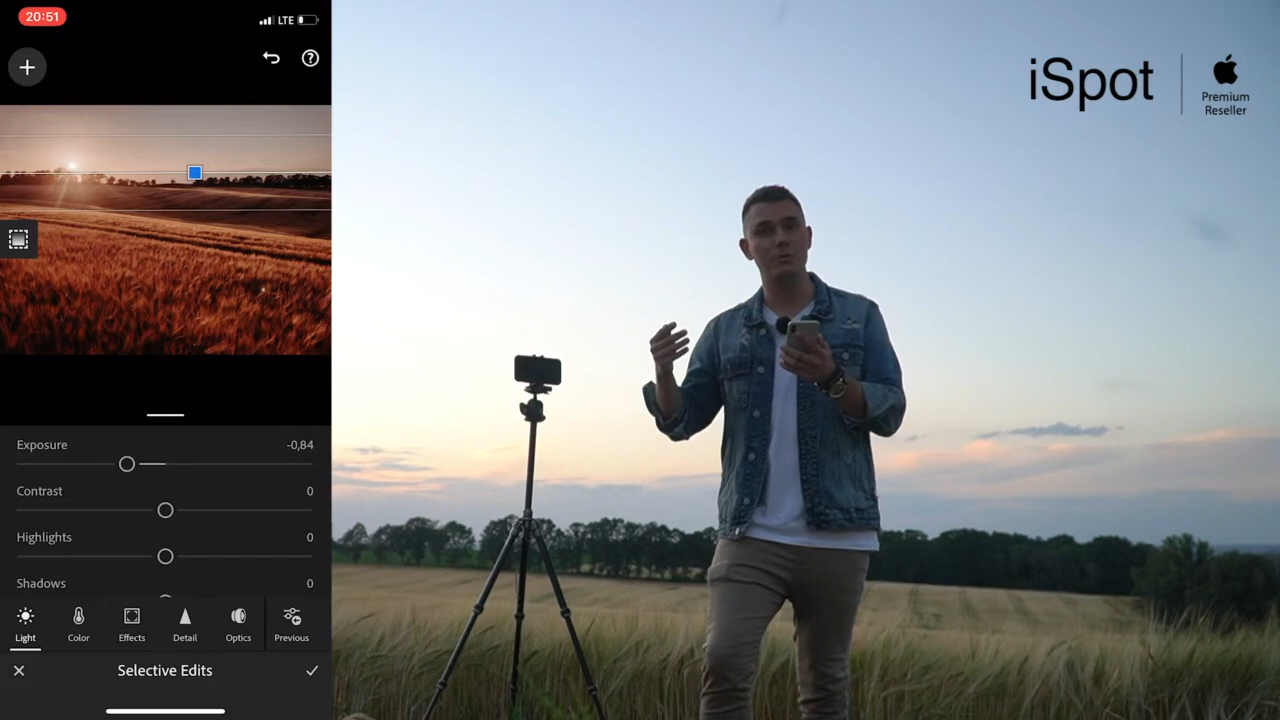 20:51
LTE
Exposure -0,84
Contrast 0
Highlights 0
Shadows 0
Light Color Effects Detail Optics Previous
Selective Edits
iSpot
Premium
Reseller